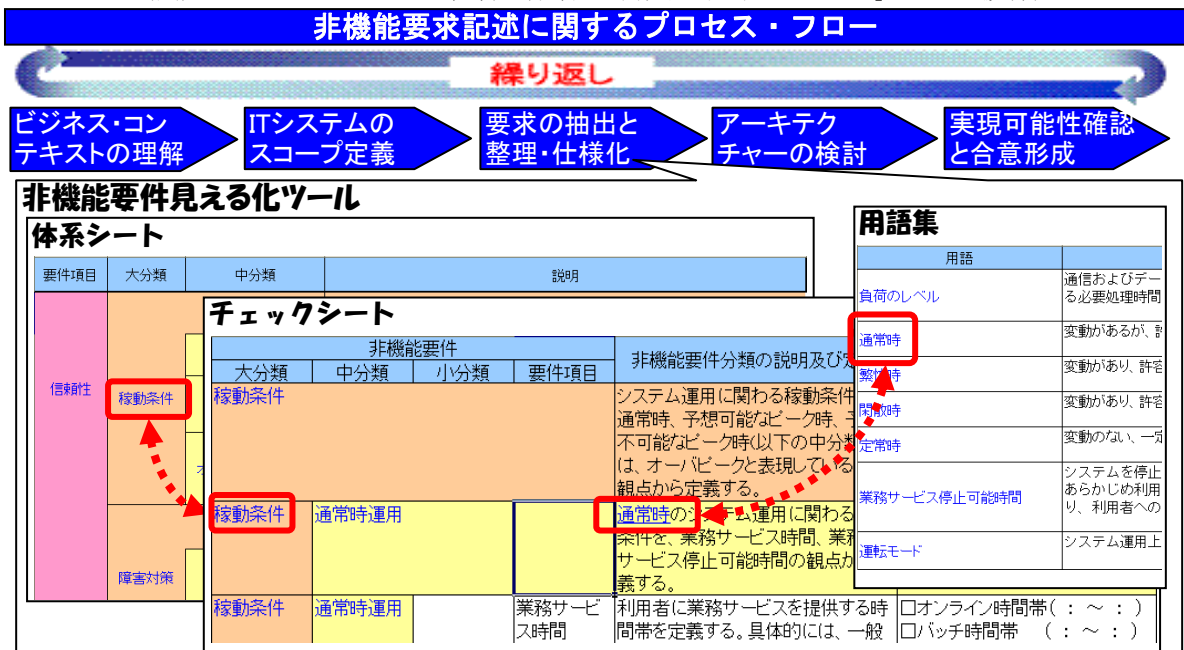 非機能要求記述に関するプロセス・フロー
繰り返し
ビジネス・コン
テキストの理解
ITシステムの
スコープ定義
要求の抽出と
整理・仕様化
アーキテク
チャーの検討
実現可能性確認
と合意形成
非機能要件見える化ツール
体系シート
要件項目 大分類 中分類 説明
信頼性
稼動条件
障害対策
チェックシート
非機能要件
大分類 中分類 小分類 要件項目
非機能要件分類の説明及び定
稼動条件
システム運用に関わる稼動条件
通常時、予想可能なピーク時、予
不可能なピーク時(以下の中分類
は、オーバピークと表現している
観点から定義する。
稼動条件 通常時運用
通常時のシステム運用に関わる
条件を、業務サービス時間、業務
サービス停止可能時間の観点か
義する。
稼動条件 通常時運用
業務サービ
ス時間
利用者に業務サービスを提供する時
間帯を定義する。具体的には、一般
□オンライン時間帯( : ~ : )
□バッチ時間帯 ( : ~ : )
用語集
用語
負荷のレベル
通信およびデー
る必要処理時間
通常時
変動があるが、
繁忙時
変動があり、許容
閑散時
変動があり、許容
定常時
変動のない、一定
業務サービス停止可能時間
システムを停止
あらかじめ利用
り、利用者への
運転モード
システム運用上